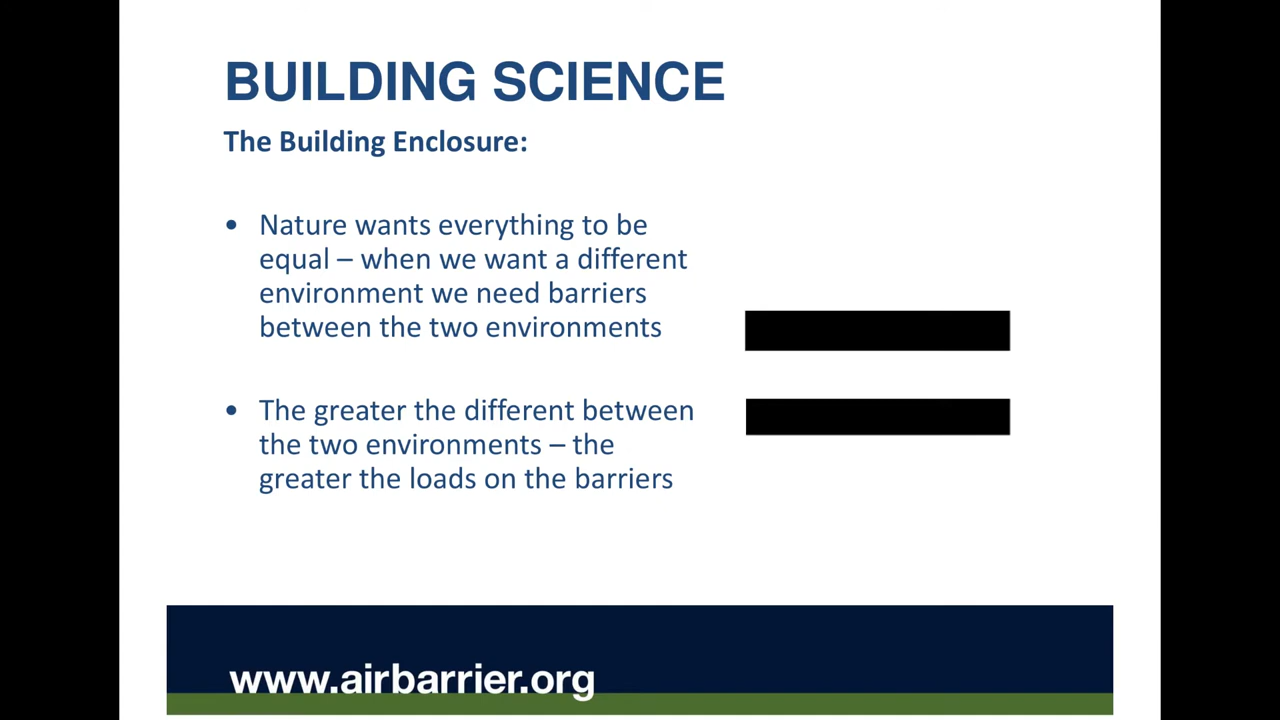 BUILDING SCIENCE
The Building Enclosure:
• Nature wants everything to be
equal – when we want a different
environment we need barriers
between the two environments
• The greater the different between
the two environments – the
greater the loads on the barriers
www.airbarrier.org